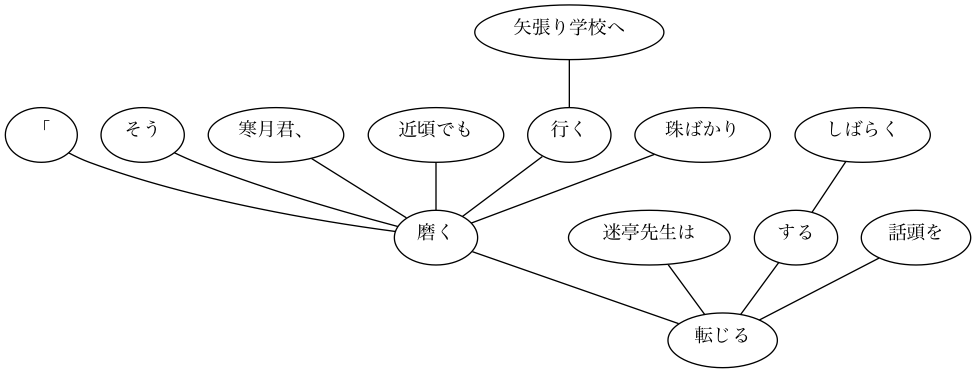 矢張り学校へ
「
そう
寒月君、
近頃でも
行く
珠ばかり
しばらく
磨く
迷亭先生は
する
話頭を
転じる